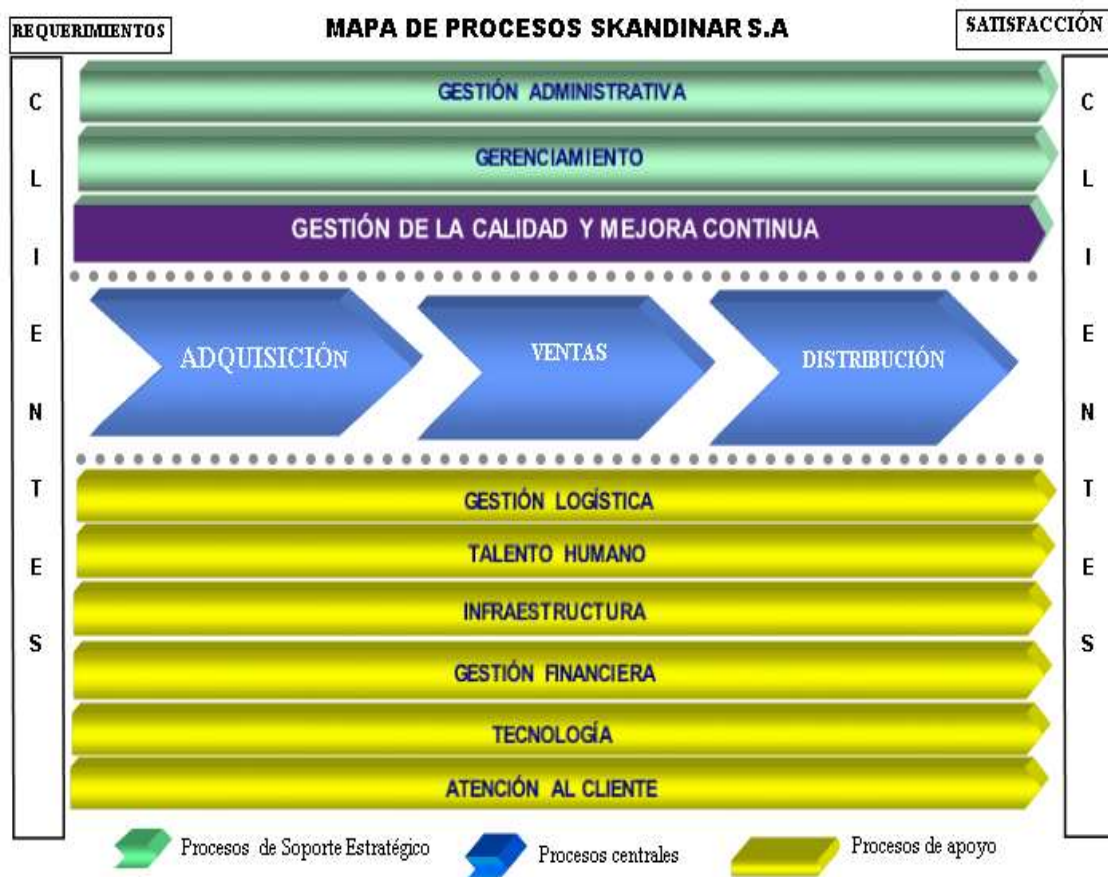 REQUERIMIENTOS
MAPA DE PROCESOS SKANDINAR S.A
SATISFACCIÓN
CLIENTES
GESTIÓN ADMINISTRATIVA
GERENCIAMIENTO
GESTIÓN DE LA CALIDAD Y MEJORA CONTINUA
ADQUISICIÓN
VENTAS
DISTRIBUCIÓN
GESTIÓN LOGÍSTICA
TALENTO HUMANO
INFRAESTRUCTURA
GESTIÓN FINANCIERA
TECNOLOGÍA
ATENCIÓN AL CLIENTE
CLIENTES
Procesos de Soporte Estratégico
Procesos centrales
Procesos de apoyo